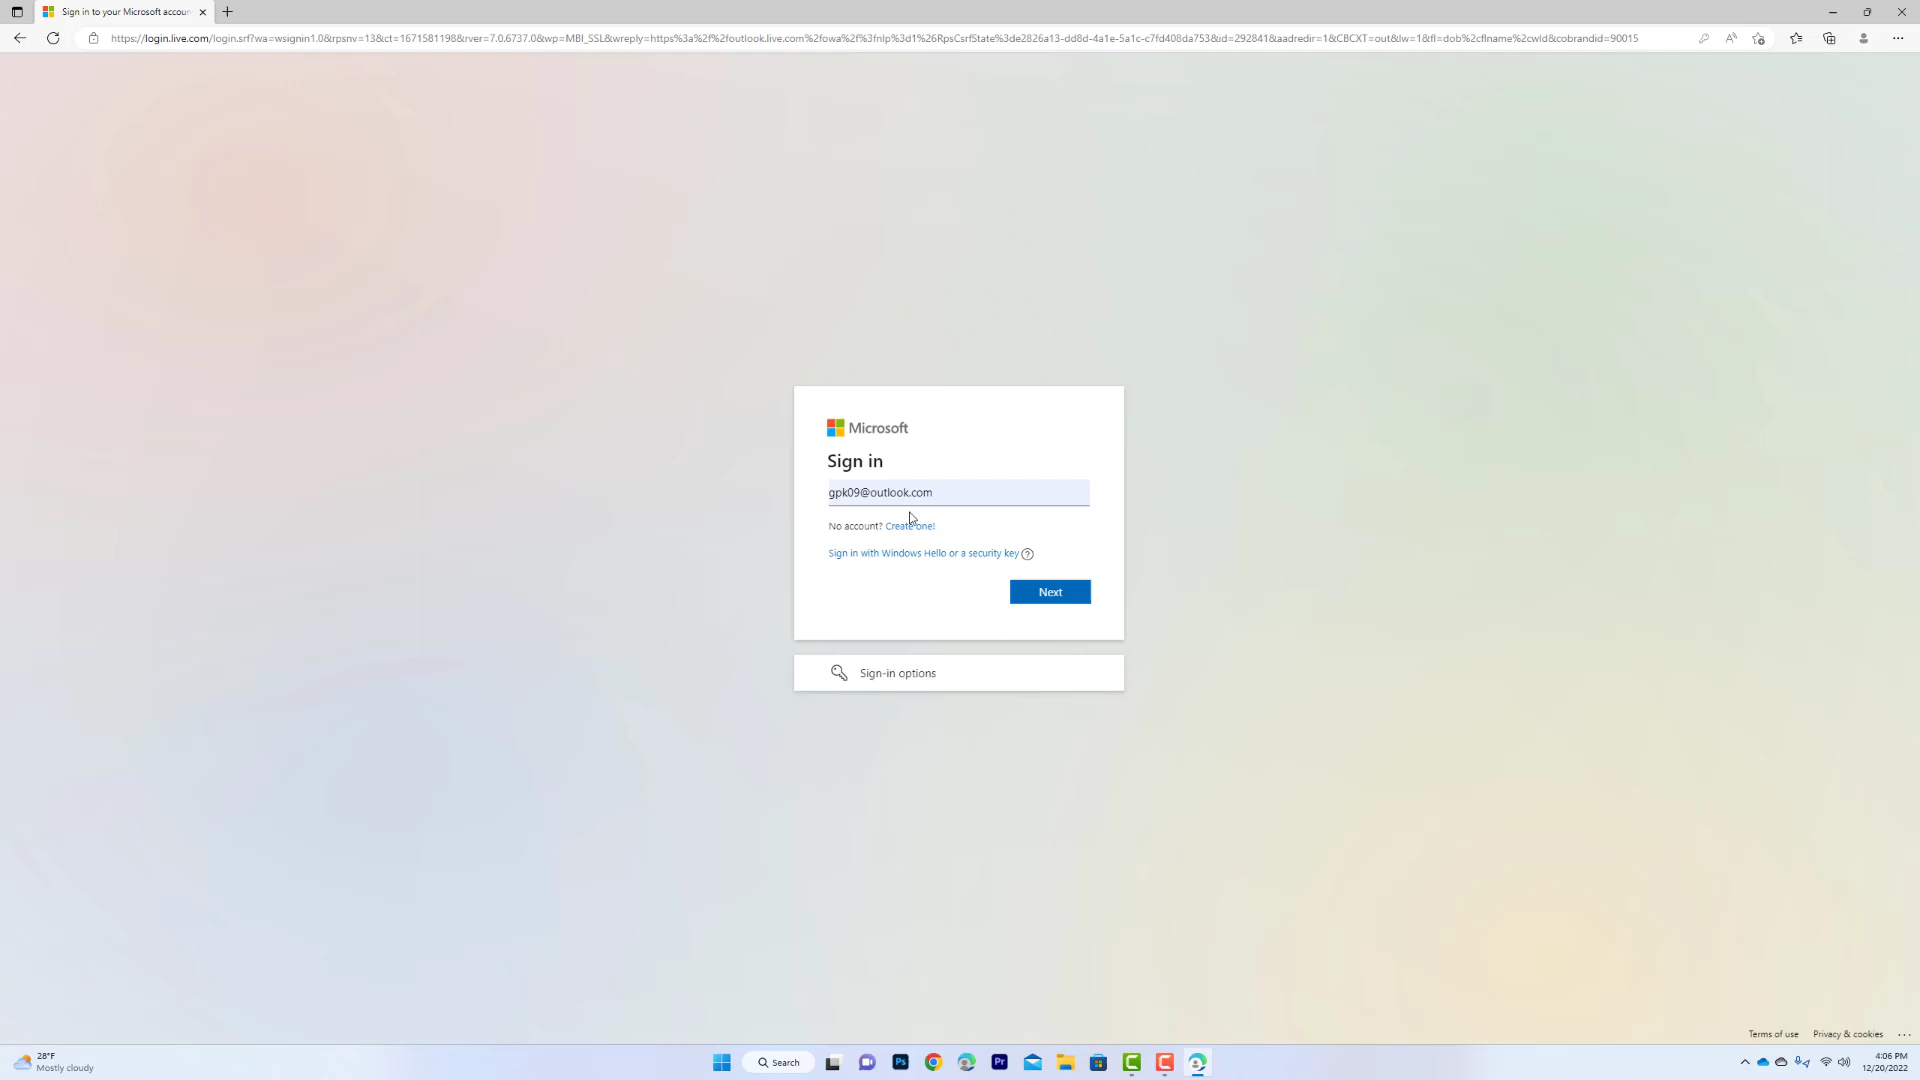 Sign in to your Microsoft accoun
https://login.live.com/login.srf?wa=wsignin1.0&rpsnv=13&ct=1671581198&rver=7.0.6737.0&wp=MBI_SSL&wreply=https%3a%2f%2foutlook.live.com%2fowa%2f%3fnlp%3d1%26RpsCsrfState%3de2826a13-dd8d-4a1e-5a1c-c7fd408da753&id=292841&aadredir=1&CBCXT=out&lw=1&fl=dob%2cflname%2cwld&cobrandid=90015
Microsoft
Sign in
gpk09@outlook.com
No account? Create one!
Sign in with Windows Hello or a security key ?
Next
Sign-in options
Terms of use Privacy & cookies ...
28°F
Mostly cloudy
Search
Ps
Pr
4:06 PM
12/20/2022